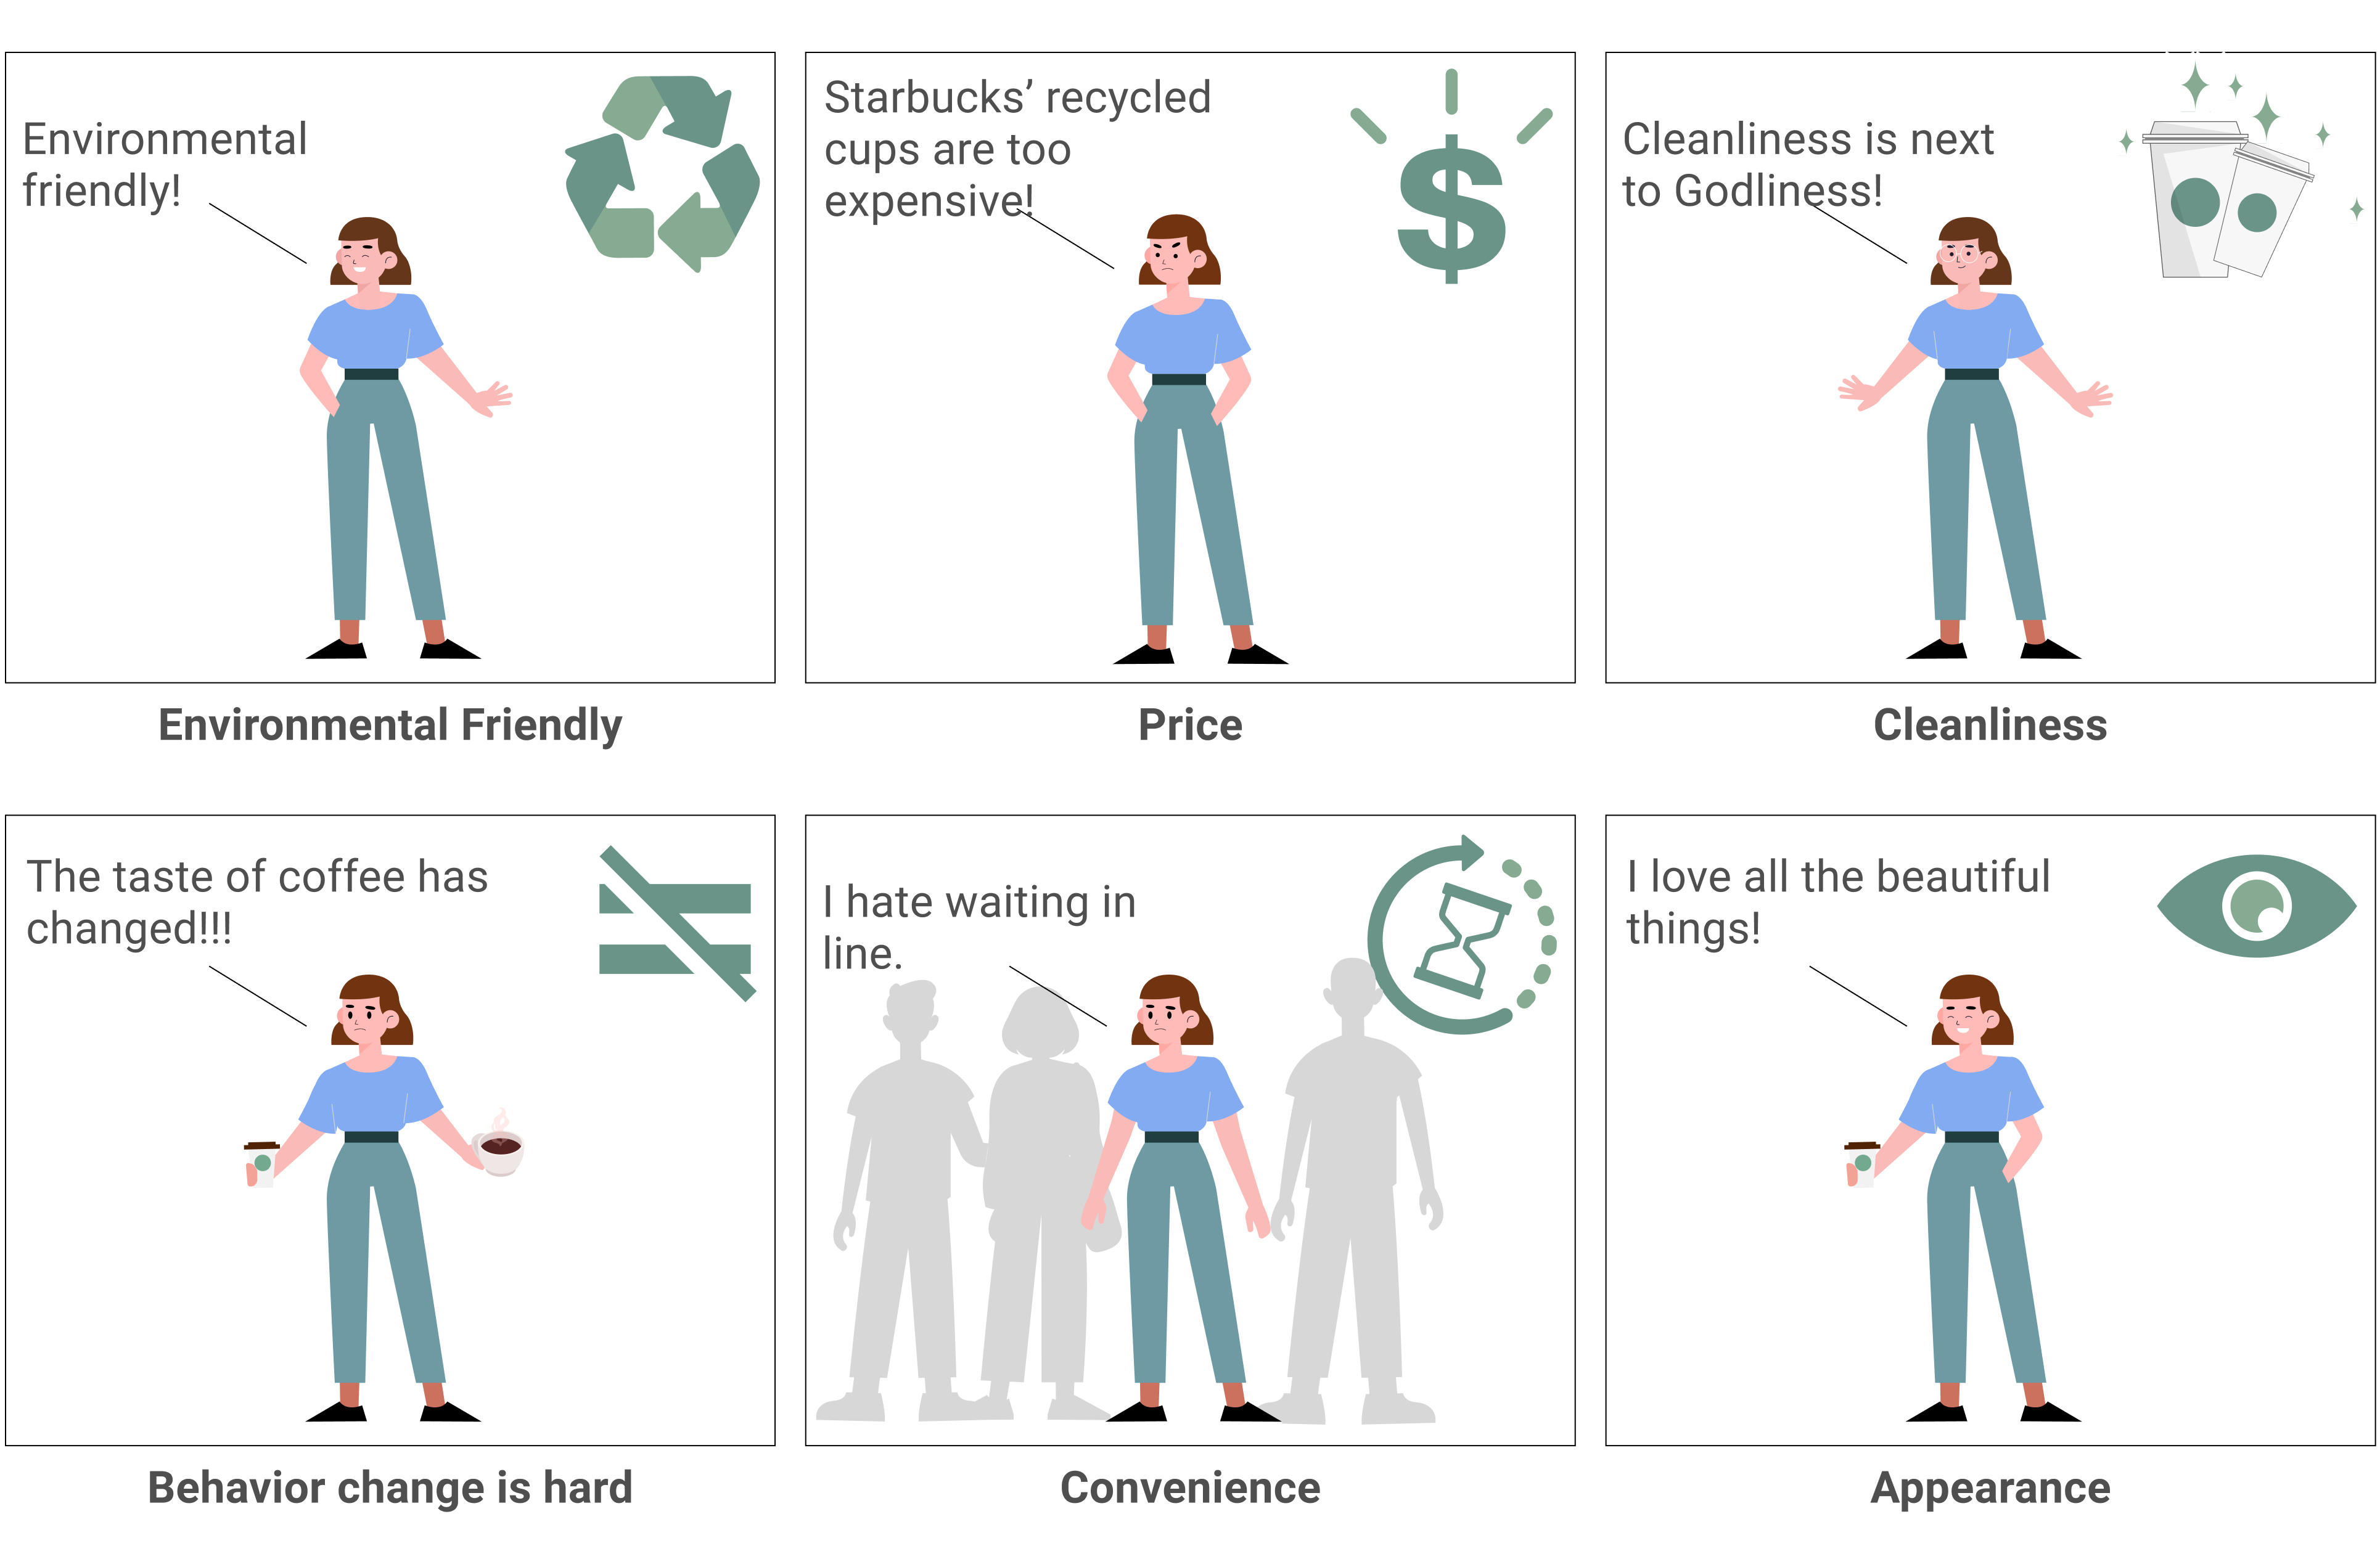 Environmental
friendly!
Starbucks’ recycled
cups are too
expensive!
$
Cleanliness is next
to Godliness!
Environmental Friendly
Price
Cleanliness
The taste of coffee has
changed!!!
I hate waiting in
line.
I love all the beautiful
things!
Behavior change is hard
Convenience
Appearance